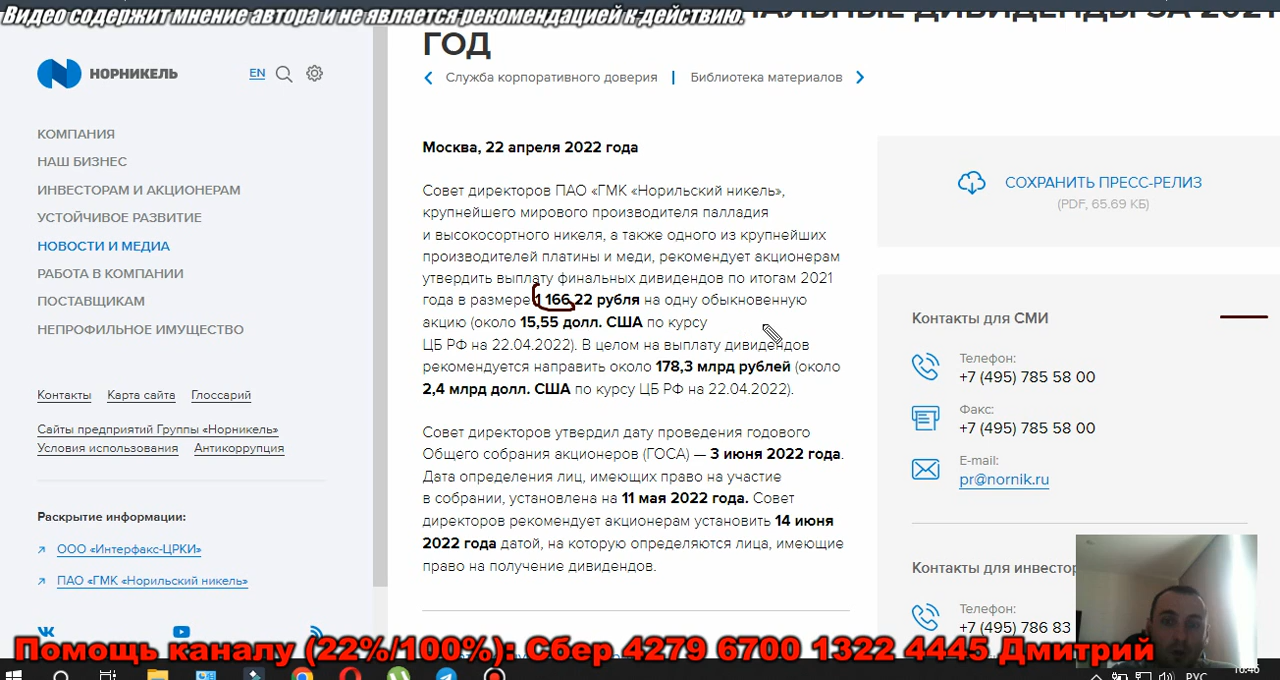 Видео содержит мнение автора и не является рекомендацией к действию.
АЛЬНЫЕ ДИВИДЕНДЫ ЗА 2021
ГОД
НОРНИКЕЛЬ
EN
Служба корпоративного доверия
Библиотека материалов
КОМПАНИЯ
НАШ БИЗНЕС
ИНВЕСТОРАМ И АКЦИОНЕРАМ
УСТОЙЧИВОЕ РАЗВИТИЕ
НОВОСТИ И МЕДИА
РАБОТА В КОМПАНИИ
ПОСТАВЩИКАМ
НЕПРОФИЛЬНОЕ ИМУЩЕСТВО
Контакты Карта сайта Глоссарий
Сайты предприятий Группы «Норникель»
Условия использования Антикоррупция
Раскрытие информации:
ООО «Интерфакс-ЦРКИ»
ПАО «ГМК «Норильский никель»
Москва, 22 апреля 2022 года
Совет директоров ПАО «ГМК «Норильский никель»,
крупнейшего мирового производителя палладия
и высокосортного никеля, а также одного из крупнейших
производителей платины и меди, рекомендует акционерам
утвердить выплату финальных дивидендов по итогам 2021
года в размере 1 166,22 рубля на одну обыкновенную
акцию (около 15,55 долл. США по курсу
ЦБ РФ на 22.04.2022). В целом на выплату дивидендов
рекомендуется направить около 178,3 млрд рублей (около
2,4 млрд долл. США по курсу ЦБ РФ на 22.04.2022).
Совет директоров утвердил дату проведения годового
Общего собрания акционеров (ГОСА) — 3 июня 2022 года.
Дата определения лиц, имеющих право на участие
в собрании, установлена на 11 мая 2022 года. Совет
директоров рекомендует акционерам установить 14 июня
2022 года датой, на которую определяются лица, имеющие
право на получение дивидендов.
СОХРАНИТЬ ПРЕСС-РЕЛИЗ
(PDF, 65.69 КБ)
Контакты для СМИ
Телефон:
+7 (495) 785 58 00
Факс:
+7 (495) 785 58 00
E-mail:
pr@nornik.ru
Контакты для инвестор
Телефон:
+7 (495) 786 83
Помощь каналу (22%/100%): Сбер 4279 6700 1322 4445 Дмитрий
РУС